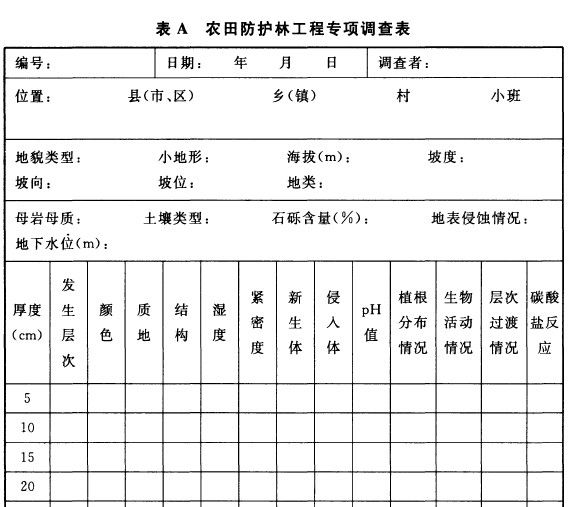 表 A 农田防护林工程专项调查表
编号： 日期： 年 月 日 调查者：
位置： 县(市、区) 乡(镇) 村 小班
地貌类型： 小地形： 海拔(m)： 坡度：
坡向： 坡位： 地类：
母岩母质： 土壤类型： 石砾含量(%)： 地表侵蚀情况：
地下水位(m)：
厚度(cm) 发生层次 颜色 质地 结构 湿度 紧密度 新生体 侵入体 pH值 植根分布情况 生物活动情况 层次过渡情况 碳酸盐反应
5
10
15
20